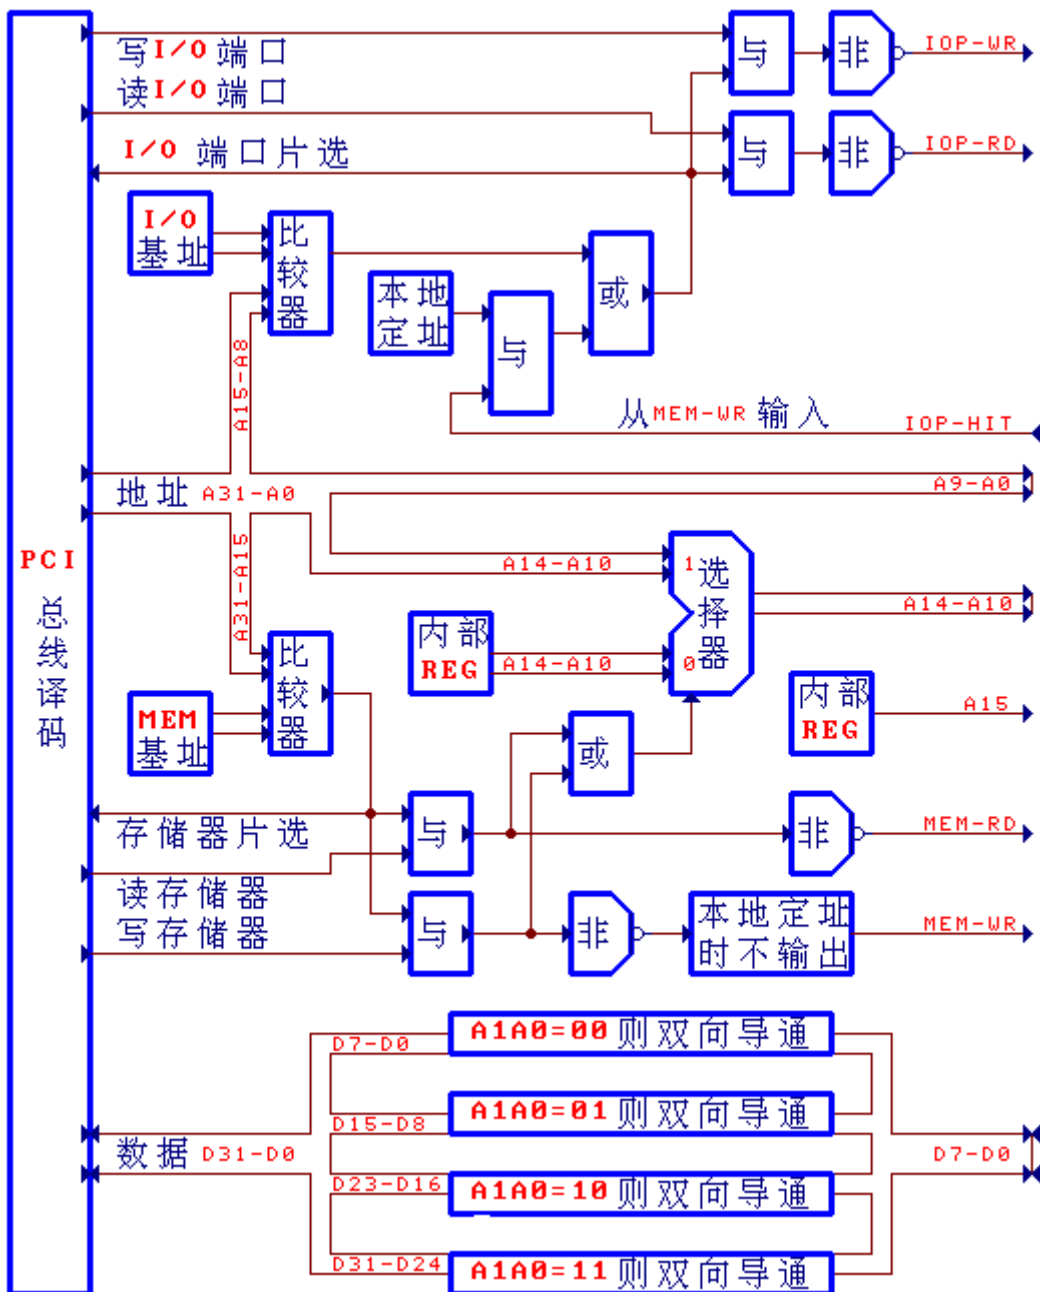 写I/O端口
与
非
IOP-WR
读I/O端口
I/O 端口片选
与
非
IOP-RD
I/O
基址
比
较
器
本地
定址
与
或
A15-A8
从MEM-WR输入
IOP-HIT
地址 A31-A0
A9-A0
PCI
总
线
译
码
A31-A15
A14-A10
1
选
择
器
0
A14-A10
内部
REG
A14-A10
内部
REG
A15
比
较
器
MEM
基址
或
存储器片选
与
非
MEM-RD
读存储器
写存储器
与
非
本地定址
时不输出
MEM-WR
D7-D0
A1A0=00则双向导通
D15-D8
A1A0=01则双向导通
数据 D31-D0
D7-D0
D23-D16
A1A0=10则双向导通
D31-D24
A1A0=11则双向导通